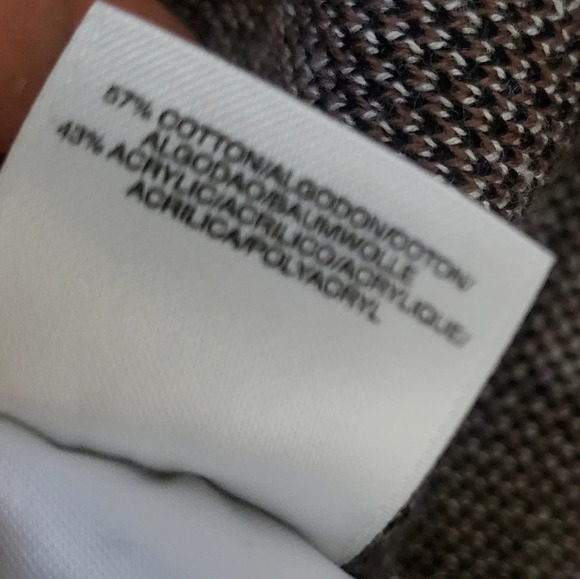 57% COTTON/ALGODON/COTON/
ALGODAO/BAUMWOLLE
43% ACRYLIC/ACRILICO/ACRYLIQUE/
ACRILICA/POLYACRYL